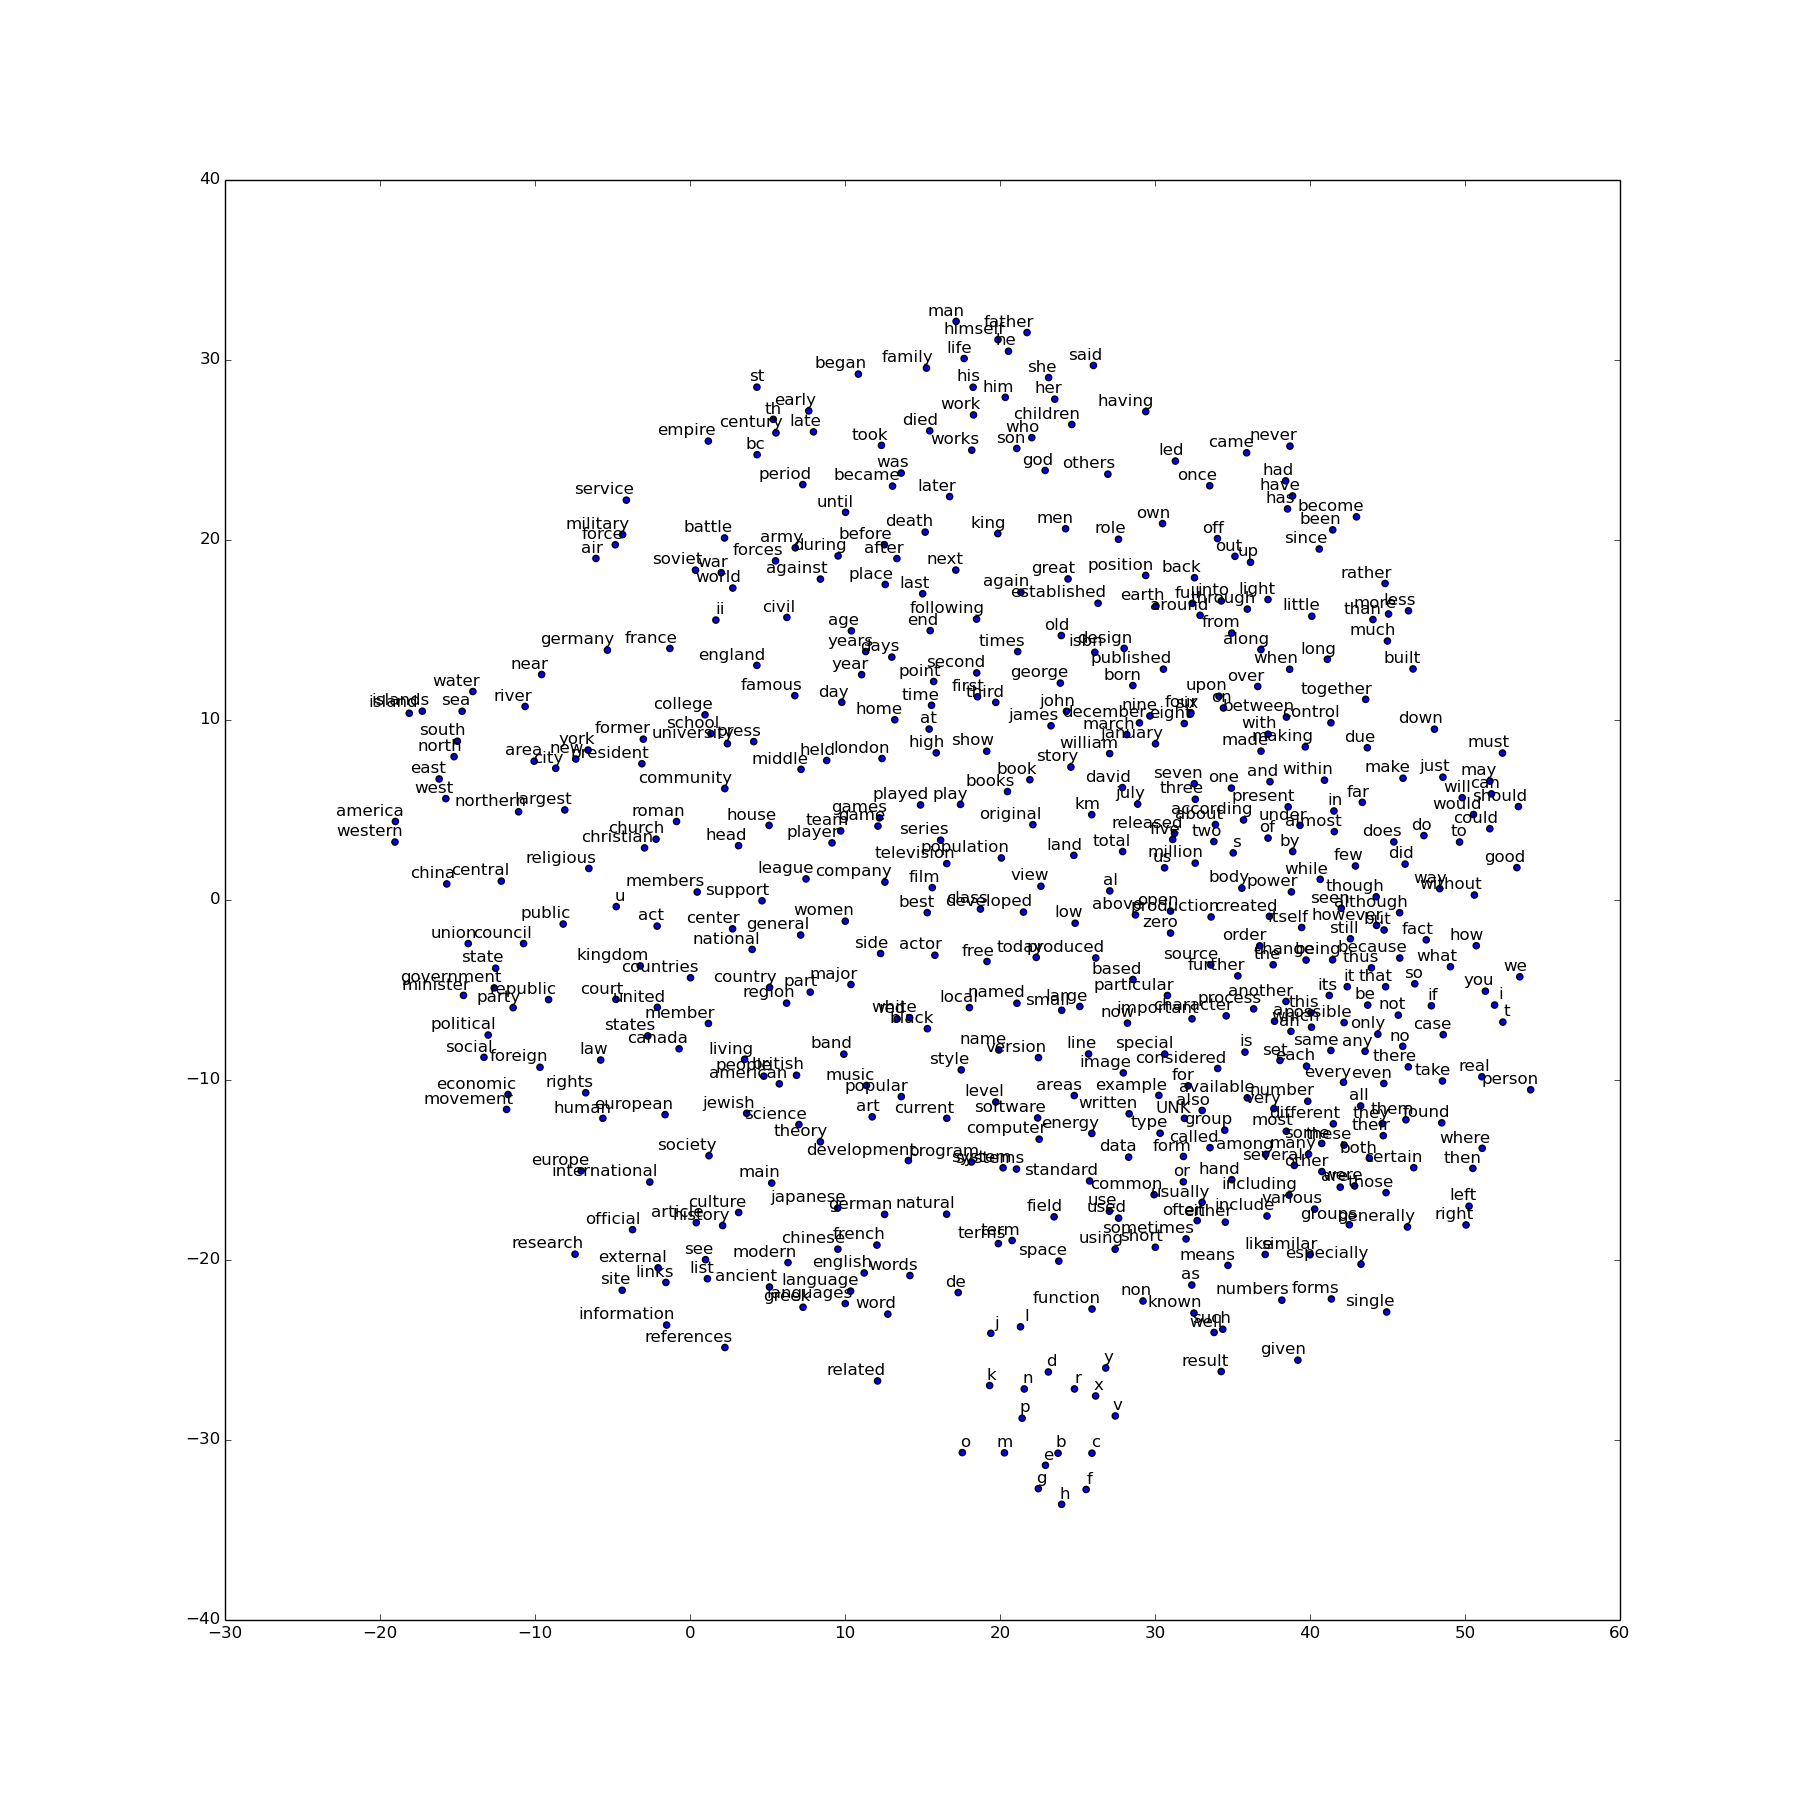 40
man
father
himself
he
life
said
family
began
she
st
his
him
her
early
work
having
th
children
died
century
late
who
empire
took
works
son
never
came
bc
led
was
god
others
period
became
once
had
later
have
service
has
until
become
own
been
military
death
king
men
role
off
battle
force
army
before
since
20
forces
during
after
out
air
up
soviet
war
next
position
back
world
against
place
great
rather
last
again
established
earth
full
into
light
through
less
ii
civil
following
around
little
more
than
age
end
old
from
much
germany
france
years
days
times
isbn
design
along
long
england
published
when
built
near
year
point
second
george
born
over
water
famous
day
time
first
third
upon
together
islands
island
sea
river
college
home
john
december
nine
four
six
on
between
10
south
former
school
at
james
march
eight
with
control
down
north
area
new
york
university
press
high
show
william
january
made
making
due
must
city
president
middle
held
london
story
east
community
book
david
seven
one
and
within
make
just
may
west
northern
largest
books
july
three
present
far
will
can
should
america
roman
house
games
played
play
original
km
according
in
would
western
church
team
game
released
about
under
almost
could
christian
head
player
series
population
land
total
five
two
s
of
by
does
do
to
religious
television
million
us
few
did
good
china
central
league
company
film
view
while
members
support
al
body
power
though
way
without
0
u
women
best
class
developed
low
above
open
production
created
seen
although
public
act
center
general
zero
itself
however
but
union
council
national
side
actor
free
today
produced
order
still
fact
how
state
kingdom
countries
country
part
major
source
further
the
change
being
thus
because
what
we
government
minister
region
based
particular
its
it
that
so
you
party
republic
court
united
named
local
small
large
another
this
be
if
i
political
states
member
white
red
black
now
important
character
process
a
possible
which
an
only
not
case
t
social
foreign
law
canada
living
band
name
version
line
special
is
same
any
no
economic
rights
people
british
american
music
style
image
considered
set
each
there
real
person
−10
movement
human
european
jewish
popular
level
areas
example
for
available
every
even
take
science
art
current
software
written
UNK
also
very
number
all
theory
computer
energy
type
group
different
they
them
found
society
development
program
system
systems
data
form
called
among
most
some
many
these
their
both
where
europe
international
main
standard
or
hand
several
other
certain
then
japanese
common
usually
including
are
were
those
article
culture
german
natural
field
use
used
often
either
include
various
groups
generally
left
right
official
history
chinese
french
terms
term
using
short
sometimes
research
external
see
modern
english
words
space
means
like
similar
especially
−20
site
links
list
ancient
language
languages
greek
de
as
information
word
function
non
known
numbers
forms
single
references
j
l
such
well
related
given
result
k
n
d
r
y
x
p
v
−30
o
m
b
c
e
g
f
h
−40
−30 −20 −10 0 10 20 30 40 50 60
30